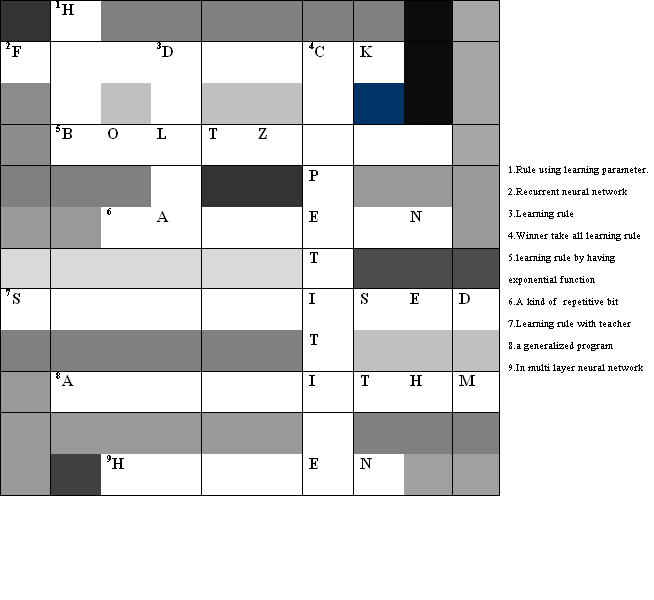 1H
2F 3D 4C K
5B O L T Z
P
6 A E N
T
7S I S E D
T
8A I T H M
9H E N
1.Rule using learning parameter.
2.Recurrent neural network
3.Learning rule
4.Winner take all learning rule
5.learning rule by having
exponential function
6.A kind of repetitive bit
7.Learning rule with teacher
8.a generalized program
9.In multi layer neural network